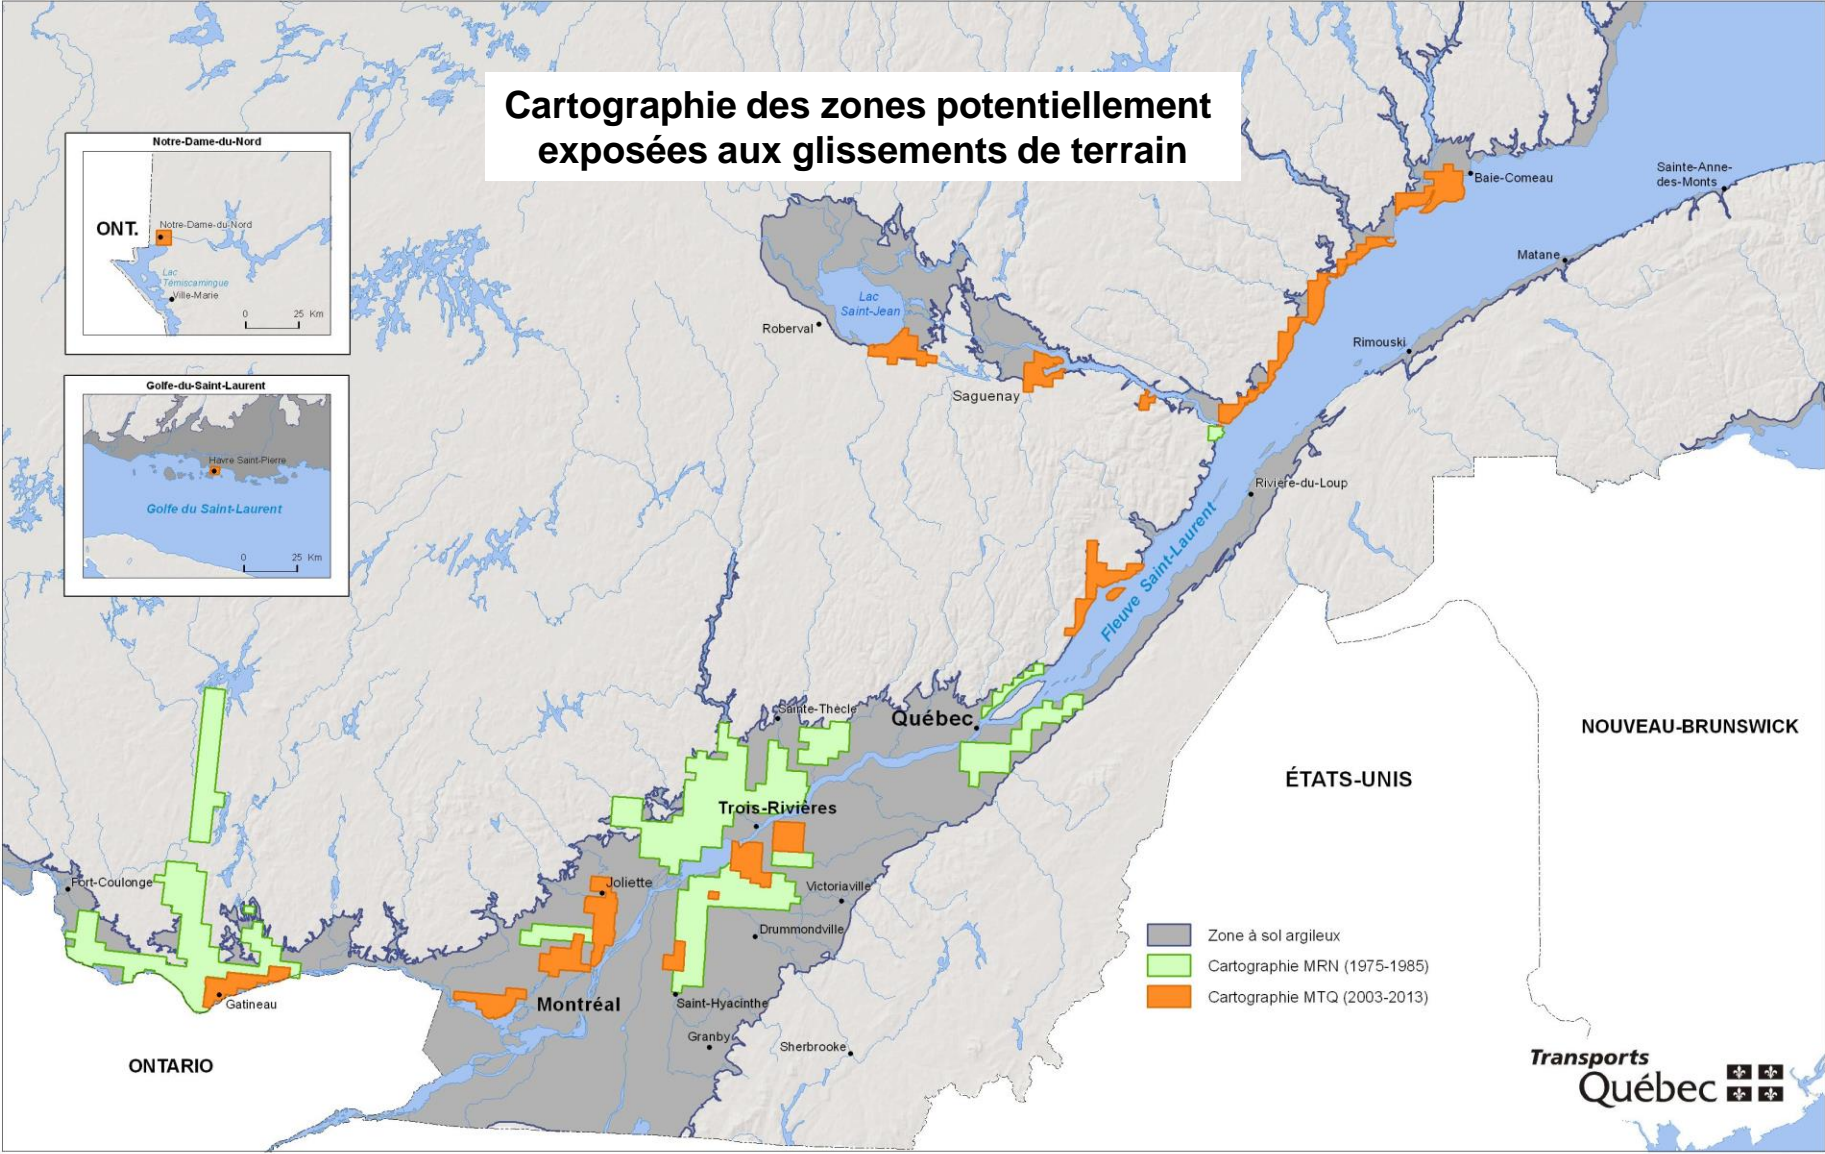 Cartographie des zones potentiellement
exposées aux glissements de terrain
Notre-Dame-du-Nord
ONT.
Notre-Dame-du-Nord
Lac
Témiscamingue
Ville-Marie
0 25 Km
Golfe-du-Saint-Laurent
Havre Saint-Pierre
Golfe du Saint-Laurent
0 25 Km
Baie-Comeau
Sainte-Anne-
des-Monts
Matane
Lac
Saint-Jean
Roberval
Rimouski
Saguenay
Rivière-du-Loup
Fleuve Saint-Laurent
Sainte-Thècle
Québec
NOUVEAU-BRUNSWICK
ÉTATS-UNIS
Trois-Rivières
Fort-Coulonge
Joliette
Victoriaville
Drummondville
Gatineau
Montréal
Saint-Hyacinthe
Granby
Sherbrooke
ONTARIO
Zone à sol argileux
Cartographie MRN (1975-1985)
Cartographie MTQ (2003-2013)
Transports
Québec